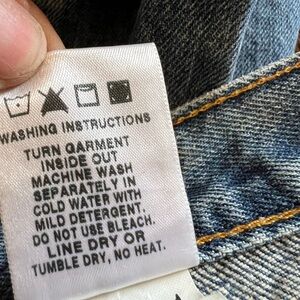 WASHING INSTRUCTIONS
TURN GARMENT
INSIDE OUT
MACHINE WASH
SEPARATELY IN
COLD WATER WITH
MILD DETERGENT.
DO NOT USE BLEACH.
LINE DRY OR
TUMBLE DRY, NO HEAT.